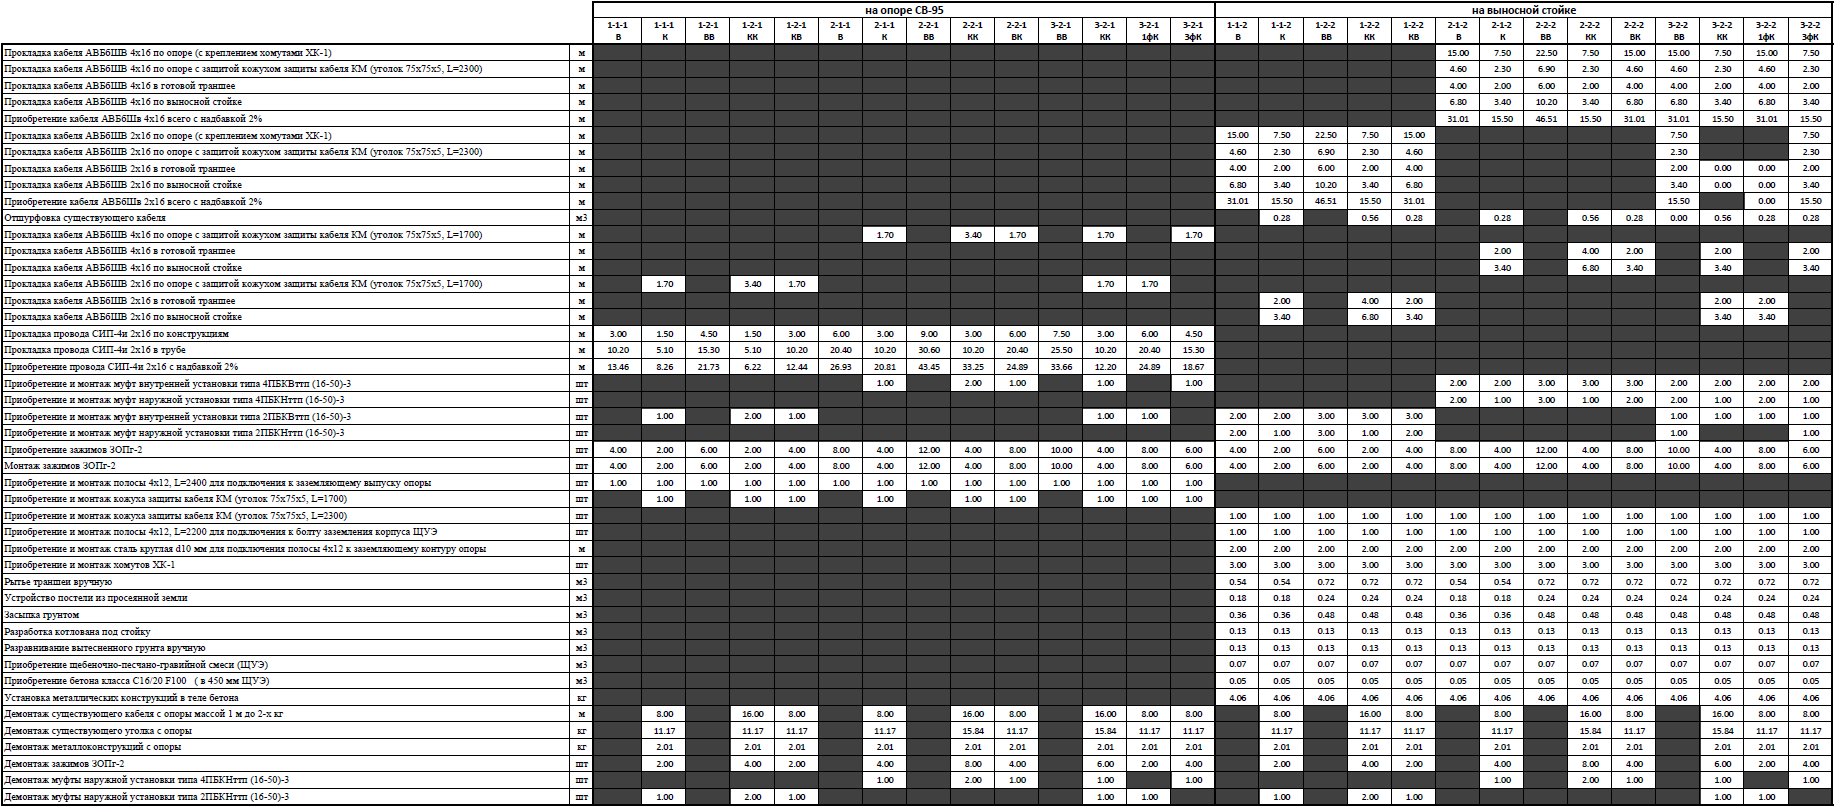 на опоре СВ-95 на выносной стойке
1-1-1 1-1-1 1-2-1 1-2-1 1-2-1 2-1-1 2-1-1 2-2-1 2-2-1 2-2-1 3-2-1 3-2-1 3-2-1 3-2-1 1-1-2 1-1-2 1-2-2 1-2-2 1-2-2 2-1-2 2-1-2 2-2-2 2-2-2 2-2-2 3-2-2 3-2-2 3-2-2 3-2-2
В К ВВ КК КВ В К ВВ КК ВК ВВ КК 1фК 3фК В К ВВ КК КВ В К ВВ КК ВК ВВ КК 1фК 3фК
Прокладка кабеля АВБбШВ 4х16 по опоре (с креплением хомутами ХК-1) м 15.00 7.50 22.50 7.50 15.00 15.00 7.50 15.00 7.50
Прокладка кабеля АВБбШВ 4х16 по опоре с защитой кожухом защиты кабеля КМ (уголок 75х75х5, L=2300) м 4.60 2.30 6.90 2.30 4.60 4.60 2.30 4.60 2.30
Прокладка кабеля АВБбШВ 4х16 в готовой траншее м 4.00 2.00 6.00 2.00 4.00 4.00 2.00 4.00 2.00
Прокладка кабеля АВБбШВ 4х16 по выносной стойке м 6.80 3.40 10.20 3.40 6.80 6.80 3.40 6.80 3.40
Приобретение кабеля АВБбШв 4х16 всего с надбавкой 2% м 31.01 15.50 46.51 15.50 31.01 31.01 15.50 31.01 15.50
Прокладка кабеля АВБбШВ 2х16 по опоре (с креплением хомутами ХК-1) м 15.00 7.50 22.50 7.50 15.00 7.50 7.50
Прокладка кабеля АВБбШВ 2х16 по опоре с защитой кожухом защиты кабеля КМ (уголок 75х75х5, L=2300) м 4.60 2.30 6.90 2.30 4.60 2.30 2.30
Прокладка кабеля АВБбШВ 2х16 в готовой траншее м 4.00 2.00 6.00 2.00 4.00 2.00 0.00 0.00 2.00
Прокладка кабеля АВБбШВ 2х16 по выносной стойке м 6.80 3.40 10.20 3.40 6.80 3.40 0.00 0.00 3.40
Приобретение кабеля АВБбШв 2х16 всего с надбавкой 2% м 31.01 15.50 46.51 15.50 31.01 15.50 0.00 15.50
Отшурфовка существующего кабеля м3 0.28 0.56 0.28 0.28 0.56 0.28 0.00 0.56 0.28 0.28
Прокладка кабеля АВБбШВ 4х16 по опоре с защитой кожухом защиты кабеля КМ (уголок 75х75х5, L=1700) м 1.70 3.40 1.70 1.70 1.70
Прокладка кабеля АВБбШВ 4х16 в готовой траншее м 2.00 4.00 2.00 2.00 2.00
Прокладка кабеля АВБбШВ 4х16 по выносной стойке м 3.40 6.80 3.40 3.40 3.40
Прокладка кабеля АВБбШВ 2х16 по опоре с защитой кожухом защиты кабеля КМ (уголок 75х75х5, L=1700) м 1.70 3.40 1.70 1.70 1.70
Прокладка кабеля АВБбШВ 2х16 в готовой траншее м 2.00 4.00 2.00 2.00 2.00
Прокладка кабеля АВБбШВ 2х16 по выносной стойке м 3.40 6.80 3.40 3.40 3.40
Прокладка провода СИП-4и 2х16 по конструкциям м 3.00 1.50 4.50 1.50 3.00 6.00 3.00 9.00 3.00 6.00 7.50 3.00 6.00 4.50
Прокладка провода СИП-4и 2х16 в трубе м 10.20 5.10 15.30 5.10 10.20 20.40 10.20 30.60 10.20 20.40 25.50 10.20 20.40 15.30
Приобретение провода СИП-4и 2х16 с надбавкой 2% м 13.46 8.26 21.73 6.22 12.44 26.93 20.81 43.45 33.25 24.89 33.66 12.20 24.89 18.67
Приобретение и монтаж муфт внутренней установки типа 4ПБКВттп (16-50)-3 шт 1.00 2.00 1.00 1.00 1.00 2.00 2.00 3.00 3.00 3.00 2.00 2.00 2.00 2.00
Приобретение и монтаж муфт наружной установки типа 4ПБКНттп (16-50)-3 шт 2.00 1.00 3.00 1.00 2.00 2.00 1.00 2.00 1.00
Приобретение и монтаж муфт внутренней установки типа 2ПБКВттп (16-50)-3 шт 1.00 2.00 1.00 1.00 1.00 2.00 2.00 3.00 3.00 3.00 1.00 1.00 1.00 1.00
Приобретение и монтаж муфт наружной установки типа 2ПБКНттп (16-50)-3 шт 2.00 1.00 3.00 1.00 2.00 1.00 1.00
Приобретение зажимов ЗОПг-2 шт 4.00 2.00 6.00 2.00 4.00 8.00 4.00 12.00 4.00 8.00 10.00 4.00 8.00 6.00 4.00 2.00 6.00 2.00 4.00 8.00 4.00 12.00 4.00 8.00 10.00 4.00 8.00 6.00
Монтаж зажимов ЗОПг-2 шт 4.00 2.00 6.00 2.00 4.00 8.00 4.00 12.00 4.00 8.00 10.00 4.00 8.00 6.00 4.00 2.00 6.00 2.00 4.00 8.00 4.00 12.00 4.00 8.00 10.00 4.00 8.00 6.00
Приобретение и монтаж полосы 4х12, L=2400 для подключения к заземляющему выпуску опоры шт 1.00 1.00 1.00 1.00 1.00 1.00 1.00 1.00 1.00 1.00 1.00 1.00 1.00 1.00
Приобретение и монтаж кожуха защиты кабеля КМ (уголок 75х75х5, L=1700) шт 1.00 1.00 1.00 1.00 1.00 1.00 1.00 1.00 1.00
Приобретение и монтаж кожуха защиты кабеля КМ (уголок 75х75х5, L=2300) шт 1.00 1.00 1.00 1.00 1.00 1.00 1.00 1.00 1.00 1.00 1.00 1.00 1.00 1.00
Приобретение и монтаж полосы 4х12, L=2200 для подключения к болту заземления корпуса ЩУЭ шт 1.00 1.00 1.00 1.00 1.00 1.00 1.00 1.00 1.00 1.00 1.00 1.00 1.00 1.00
Приобретение и монтаж сталь круглая d10 мм для подключения полосы 4х12 к заземляющему контуру опоры м 2.00 2.00 2.00 2.00 2.00 2.00 2.00 2.00 2.00 2.00 2.00 2.00 2.00 2.00
Приобретение и монтаж хомутов ХК-1 шт 3.00 3.00 3.00 3.00 3.00 3.00 3.00 3.00 3.00 3.00 3.00 3.00 3.00 3.00
Рытье траншеи вручную м3 0.54 0.54 0.72 0.72 0.72 0.54 0.54 0.72 0.72 0.72 0.72 0.72 0.72 0.72
Устройство постели из просеянной земли м3 0.18 0.18 0.24 0.24 0.24 0.18 0.18 0.24 0.24 0.24 0.24 0.24 0.24 0.24
Засыпка грунтом м3 0.36 0.36 0.48 0.48 0.48 0.36 0.36 0.48 0.48 0.48 0.48 0.48 0.48 0.48
Разработка котлована под стойку м3 0.13 0.13 0.13 0.13 0.13 0.13 0.13 0.13 0.13 0.13 0.13 0.13 0.13 0.13
Разравнивание вытесненного грунта вручную м3 0.13 0.13 0.13 0.13 0.13 0.13 0.13 0.13 0.13 0.13 0.13 0.13 0.13 0.13
Приобретение щебеночно-песчано-гравийной смеси (ЩУЭ) м3 0.07 0.07 0.07 0.07 0.07 0.07 0.07 0.07 0.07 0.07 0.07 0.07 0.07 0.07
Приобретение бетона класса С16/20 F100 ( в 450 мм ЩУЭ) м3 0.05 0.05 0.05 0.05 0.05 0.05 0.05 0.05 0.05 0.05 0.05 0.05 0.05 0.05
Установка металлических конструкций в теле бетона кг 4.06 4.06 4.06 4.06 4.06 4.06 4.06 4.06 4.06 4.06 4.06 4.06 4.06 4.06
Демонтаж существующего кабеля с опоры массой 1 м до 2-х кг м 8.00 16.00 8.00 8.00 16.00 8.00 16.00 8.00 8.00 8.00 16.00 8.00 8.00 16.00 8.00 16.00 8.00 8.00
Демонтаж существующего уголка с опоры кг 11.17 11.17 11.17 11.17 15.84 11.17 15.84 11.17 11.17 11.17 11.17 11.17 11.17 15.84 11.17 15.84 11.17 11.17
Демонтаж металлоконструкций с опоры кг 2.01 2.01 2.01 2.01 2.01 2.01 2.01 2.01 2.01 2.01 2.01 2.01 2.01 2.01 2.01 2.01 2.01 2.01
Демонтаж зажимов ЗОПг-2 шт 2.00 4.00 2.00 4.00 8.00 4.00 6.00 2.00 4.00 2.00 4.00 2.00 4.00 8.00 4.00 6.00 2.00 4.00
Демонтаж муфты наружной установки типа 4ПБКНттп (16-50)-3 шт 1.00 2.00 1.00 1.00 1.00 1.00 2.00 1.00 1.00 1.00
Демонтаж муфты наружной установки типа 2ПБКНттп (16-50)-3 шт 1.00 2.00 1.00 1.00 1.00 1.00 2.00 1.00 1.00 1.00